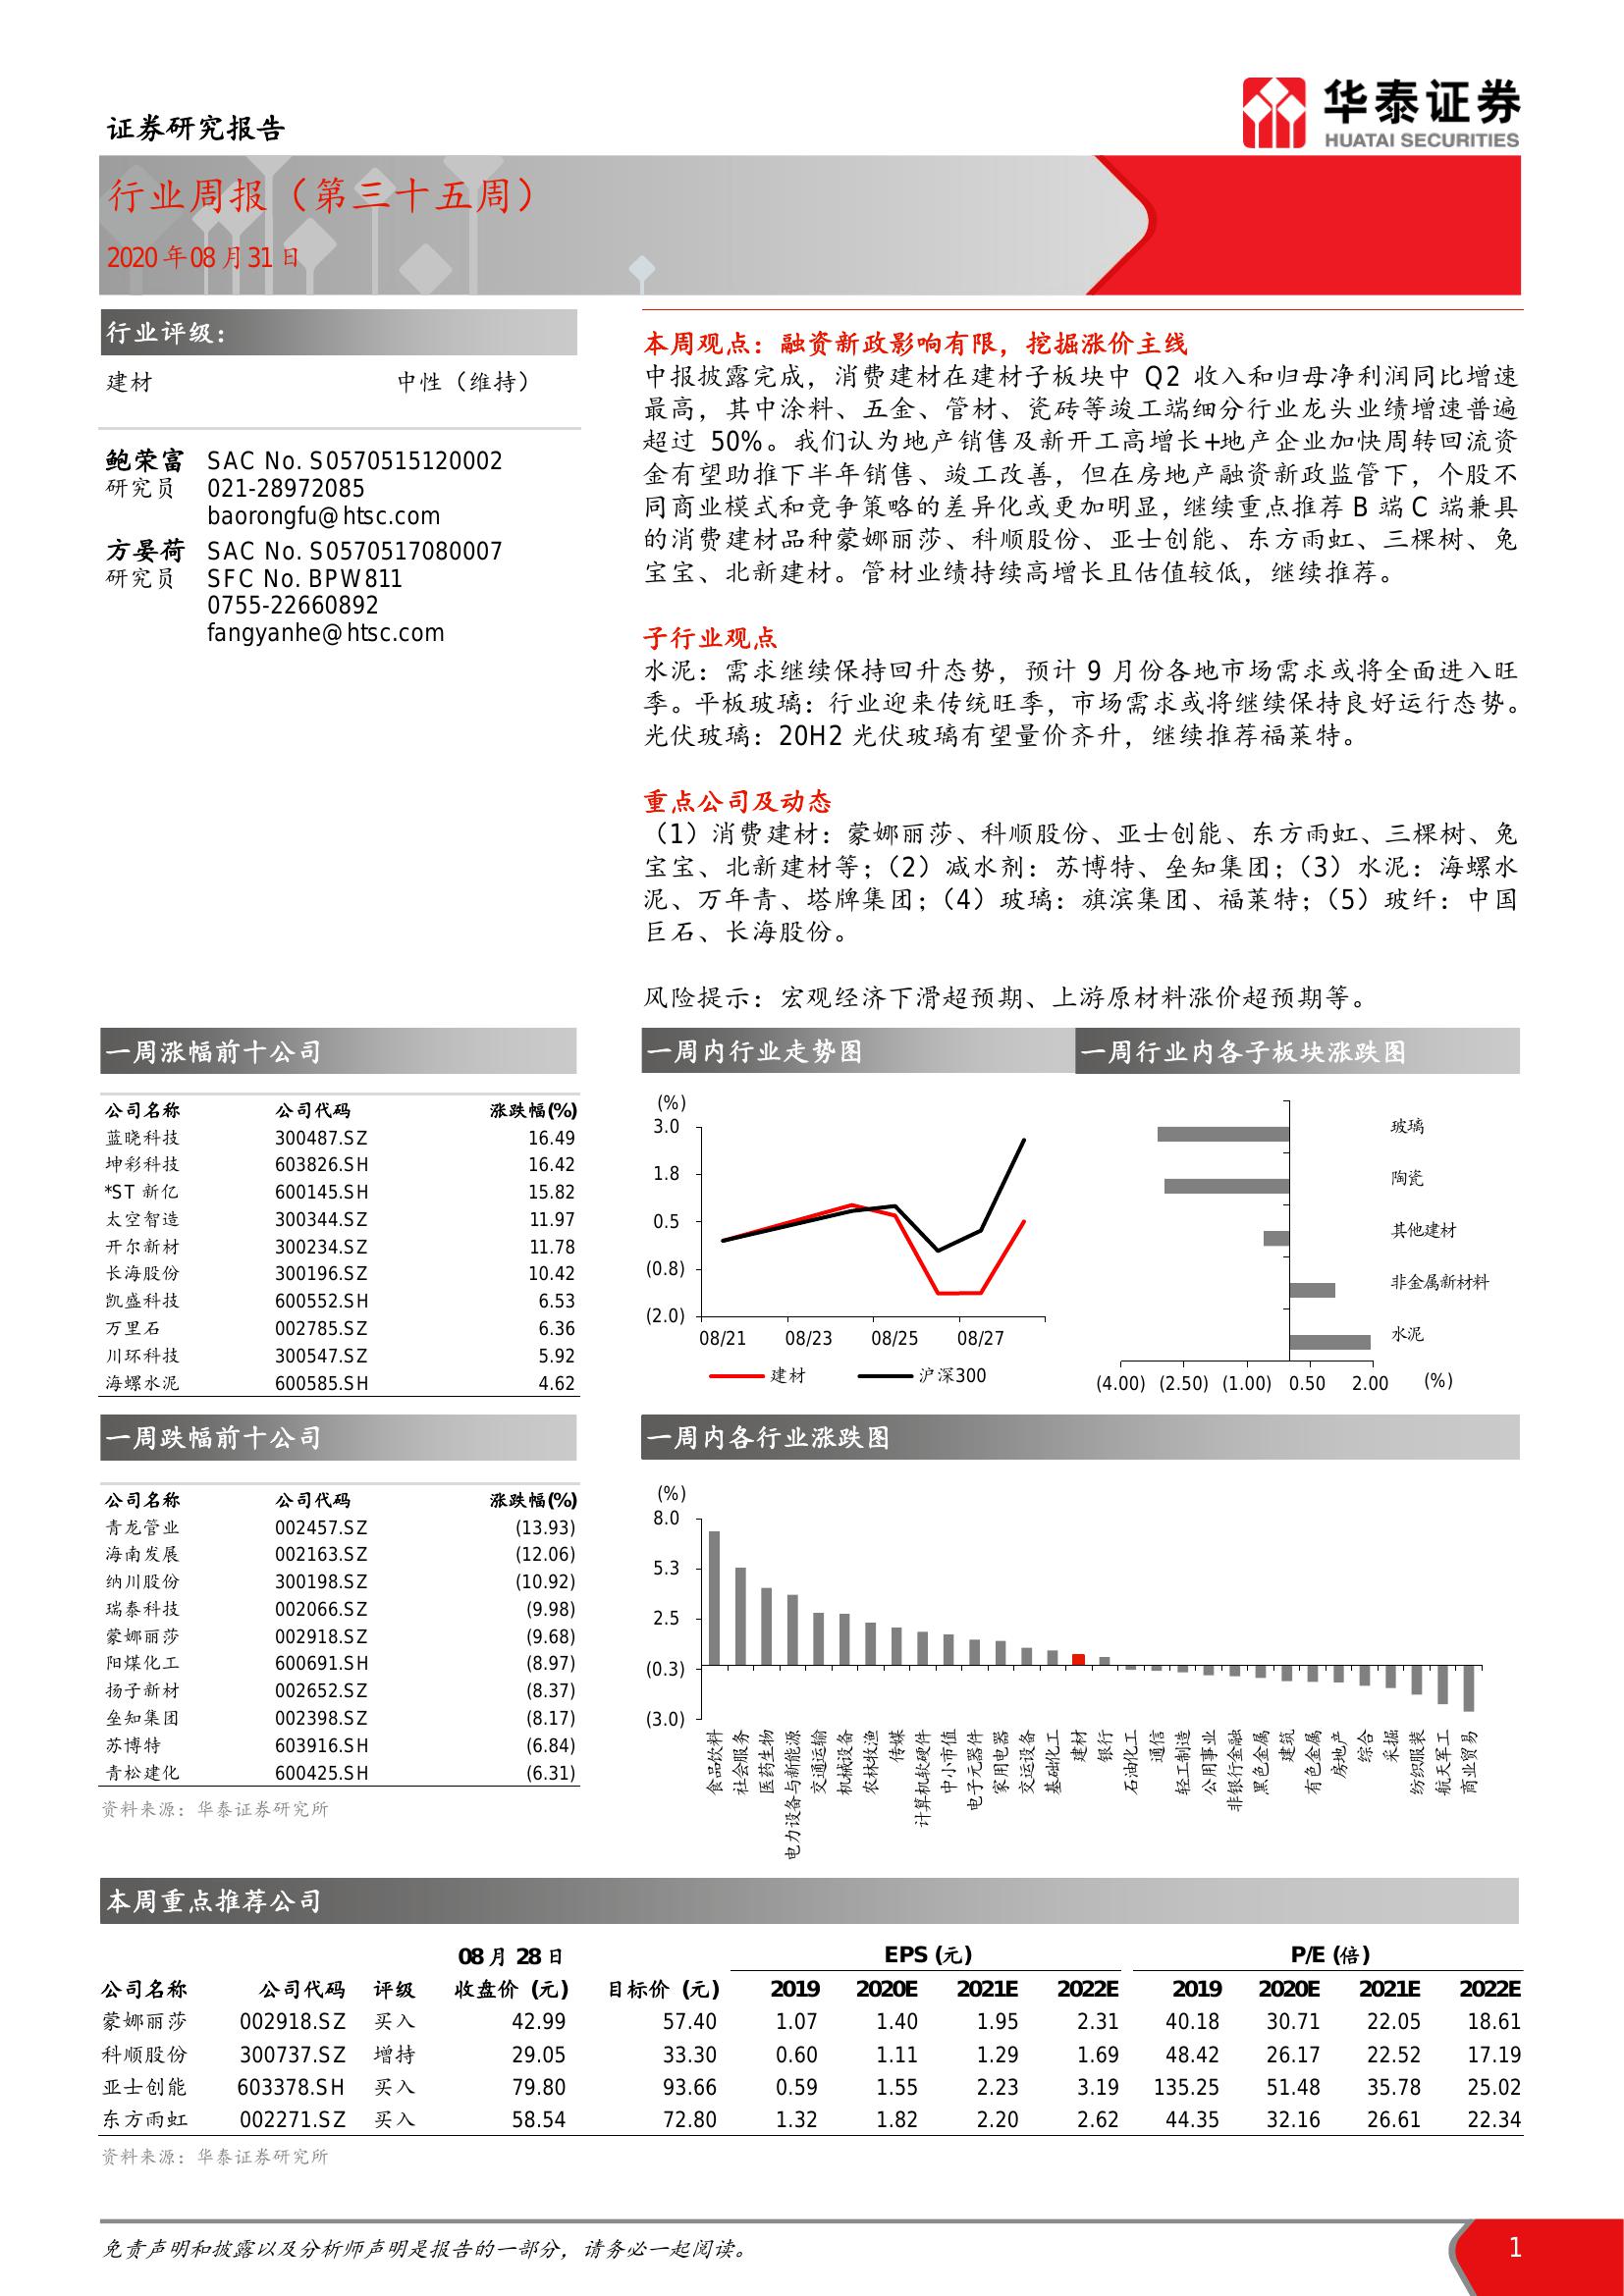 证券研究报告
华泰证券
HUATAI SECURITIES
行业周报（第三十五周）
2020年08月31日
行业评级：
建材 中性（维持）
鲍荣富 SAC No. S0570515120002
研究员 021-28972085
baorongfu@htsc.com
方晏荷 SAC No. S0570517080007
研究员 SFC No. BPW811
0755-22660892
fangyanhe@htsc.com
本周观点：融资新政影响有限，挖掘涨价主线
中报披露完成，消费建材在建材子板块中 Q2 收入和归母净利润同比增速
最高，其中涂料、五金、管材、瓷砖等竣工端细分行业龙头业绩增速普遍
超过 50%。我们认为地产销售及新开工高增长+地产企业加快周转回流资
金有望助推下半年销售、竣工改善，但在房地产融资新政监管下，个股不
同商业模式和竞争策略的差异化或更加明显，继续重点推荐 B 端 C 端兼具
的消费建材品种蒙娜丽莎、科顺股份、亚士创能、东方雨虹、三棵树、兔
宝宝、北新建材。管材业绩持续高增长且估值较低，继续推荐。
子行业观点
水泥：需求继续保持回升态势，预计 9 月份各地市场需求或将全面进入旺
季。平板玻璃：行业迎来传统旺季，市场需求或将继续保持良好运行态势。
光伏玻璃：20H2 光伏玻璃有望量价齐升，继续推荐福莱特。
重点公司及动态
（1）消费建材：蒙娜丽莎、科顺股份、亚士创能、东方雨虹、三棵树、兔
宝宝、北新建材等；（2）减水剂：苏博特、垒知集团；（3）水泥：海螺水
泥、万年青、塔牌集团；（4）玻璃：旗滨集团、福莱特；（5）玻纤：中国
巨石、长海股份。
风险提示：宏观经济下滑超预期、上游原材料涨价超预期等。
一周涨幅前十公司
公司名称 公司代码 涨跌幅(%)
蓝晓科技 300487.SZ 16.49
坤彩科技 603826.SH 16.42
*ST 新亿 600145.SH 15.82
太空智造 300344.SZ 11.97
开尔新材 300234.SZ 11.78
长海股份 300196.SZ 10.42
凯盛科技 600552.SH 6.53
万里石 002785.SZ 6.36
川环科技 300547.SZ 5.92
海螺水泥 600585.SH 4.62
一周内行业走势图
(%)
3.0
1.8
0.5
(0.8)
(2.0)
08/21 08/23 08/25 08/27
建材 沪深300
一周行业内各子板块涨跌图
玻璃
陶瓷
其他建材
非金属新材料
水泥
(4.00) (2.50) (1.00) 0.50 2.00 (%)
一周跌幅前十公司
公司名称 公司代码 涨跌幅(%)
青龙管业 002457.SZ (13.93)
海南发展 002163.SZ (12.06)
纳川股份 300198.SZ (10.92)
瑞泰科技 002066.SZ (9.98)
蒙娜丽莎 002918.SZ (9.68)
阳煤化工 600691.SH (8.97)
扬子新材 002652.SZ (8.37)
垒知集团 002398.SZ (8.17)
苏博特 603916.SH (6.84)
青松建化 600425.SH (6.31)
资料来源：华泰证券研究所
一周内各行业涨跌图
(%)
8.0
5.3
2.5
(0.3)
(3.0)
食品饮料
社会服务
医药生物
电力设备与新能源
交通运输
机械设备
农林牧渔
传媒
计算机软硬件
中小市值
电子元器件
家用电器
交运设备
基础化工
建材
银行
石油化工
通信
轻工制造
公用事业
非银行金融
黑色金属
建筑
有色金属
房地产
综合
采掘
纺织服装
航天军工
商业贸易
本周重点推荐公司
08月28日 EPS (元) P/E (倍)
公司名称 公司代码 评级 收盘价 (元) 目标价 (元) 2019 2020E 2021E 2022E 2019 2020E 2021E 2022E
蒙娜丽莎 002918.SZ 买入 42.99 57.40 1.07 1.40 1.95 2.31 40.18 30.71 22.05 18.61
科顺股份 300737.SZ 增持 29.05 33.30 0.60 1.11 1.29 1.69 48.42 26.17 22.52 17.19
亚士创能 603378.SH 买入 79.80 93.66 0.59 1.55 2.23 3.19 135.25 51.48 35.78 25.02
东方雨虹 002271.SZ 买入 58.54 72.80 1.32 1.82 2.20 2.62 44.35 32.16 26.61 22.34
资料来源：华泰证券研究所
免责声明和披露以及分析师声明是报告的一部分，请务必一起阅读。
1